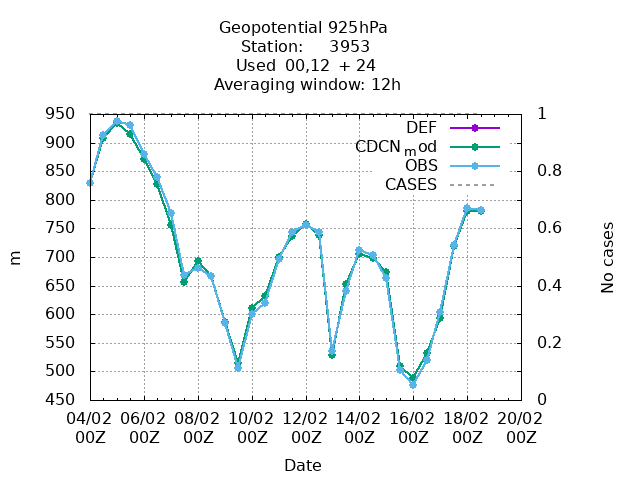 Geopotential 925hPa
Station: 3953
Used 00,12 + 24
Averaging window: 12h
950 1
DEF
900
CDCN_mod
850 0.8
OBS
CASES
800
750 0.6
700
m
No cases
650 0.4
600
550 0.2
500
450 0
04/02 06/02 08/02 10/02 12/02 14/02 16/02 18/02 20/02
00Z 00Z 00Z 00Z 00Z 00Z 00Z 00Z 00Z
Date